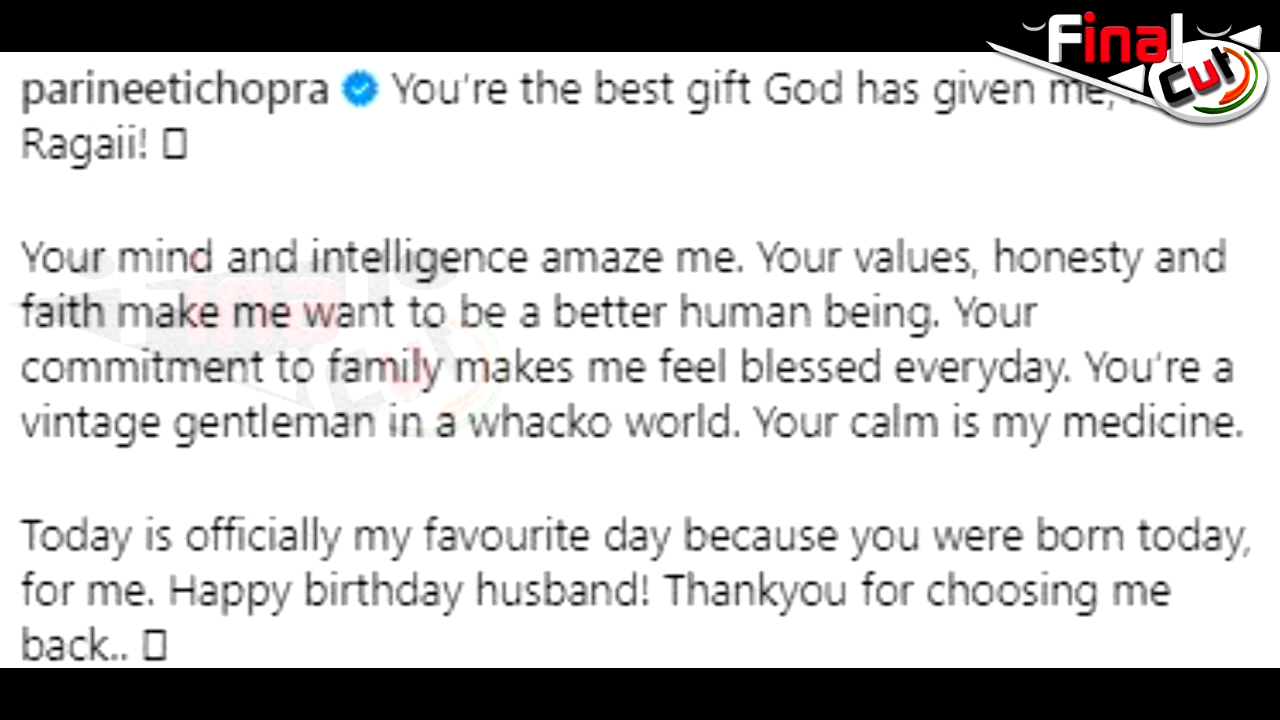 Final
Cut
parineetichopra You're the best gift God has given me,
Ragaii!
Your mind and intelligence amaze me. Your values, honesty and
faith make me want to be a better human being. Your
commitment to family makes me feel blessed everyday. You're a
vintage gentleman in a whacko world. Your calm is my medicine.
Today is officially my favourite day because you were born today,
for me. Happy birthday husband! Thankyou for choosing me
back..